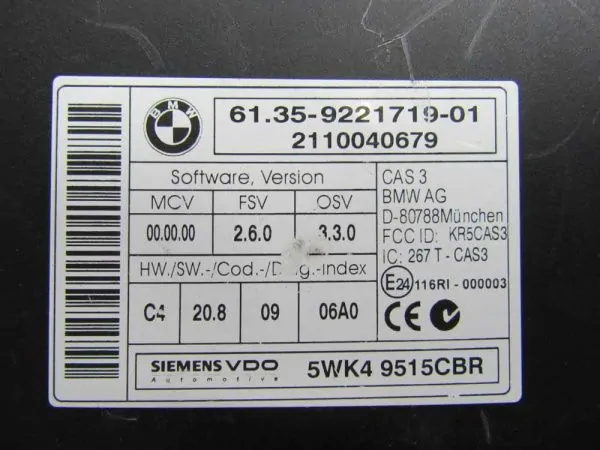 BMW
61.35-9221719-01
2110040679
Software, Version
MCV FSV OSV
00.00.00 2.6.0 3.3.0
HW./SW.-/Cod.-/D g.-Index
C4 20.8 09 06A0
CAS 3
BMW AG
D-80788München
FCC ID: KR5CAS3
IC: 267 T - CAS3
E24 116RI - 000003
CE
SIEMENS VDO
Automotive
5WK4 9515CBR